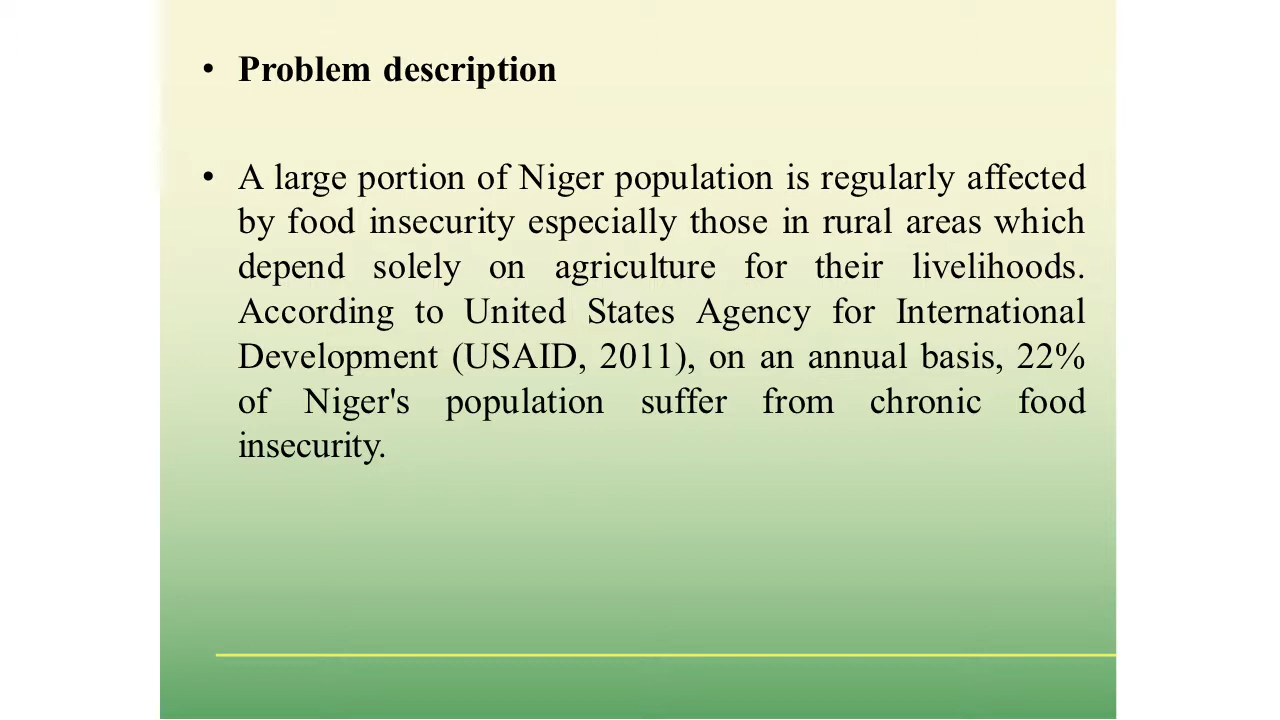 • Problem description
• A large portion of Niger population is regularly affected
by food insecurity especially those in rural areas which
depend solely on agriculture for their livelihoods.
According to United States Agency for International
Development (USAID, 2011), on an annual basis, 22%
of Niger's population suffer from chronic food
insecurity.